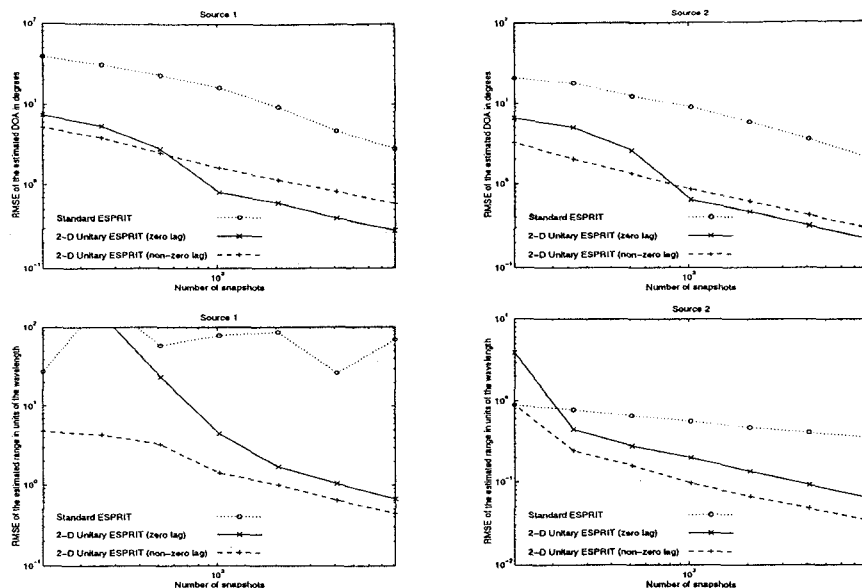 Source 1
RMSE of the estimated DOA in degrees
Standard ESPRIT
2-D Unitary ESPRIT (zero lag)
2-D Unitary ESPRIT (non-zero lag)
Number of snapshots
Source 2
RMSE of the estimated DOA in degrees
Standard ESPRIT
2-D Unitary ESPRIT (zero lag)
2-D Unitary ESPRIT (non-zero lag)
Number of snapshots
Source 1
RMSE of the estimated range in units of the wavelength
Standard ESPRIT
2-D Unitary ESPRIT (zero lag)
2-D Unitary ESPRIT (non-zero lag)
Number of snapshots
Source 2
RMSE of the estimated range in units of the wavelength
Standard ESPRIT
2-D Unitary ESPRIT (zero lag)
2-D Unitary ESPRIT (non-zero lag)
Number of snapshots